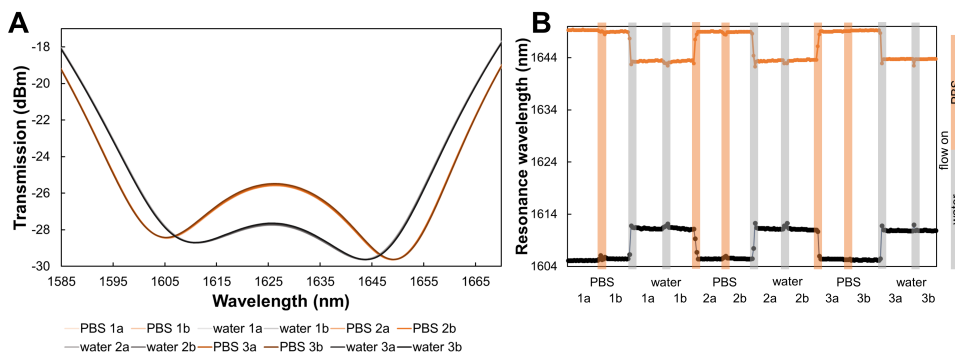 A
Transmission (dBm)
-18
-20
-22
-24
-26
-28
-30
1585 1595 1605 1615 1625 1635 1645 1655 1665
Wavelength (nm)
PBS 1a PBS 1b water 1a water 1b PBS 2a PBS 2b
water 2a water 2b PBS 3a PBS 3b water 3a water 3b
B
Resonance wavelength (nm)
1644
1634
1624
1614
1604
PBS water PBS water PBS water
1a 1b 1a 1b 2a 2b 2a 2b 3a 3b 3a 3b
flow on
PBS
water